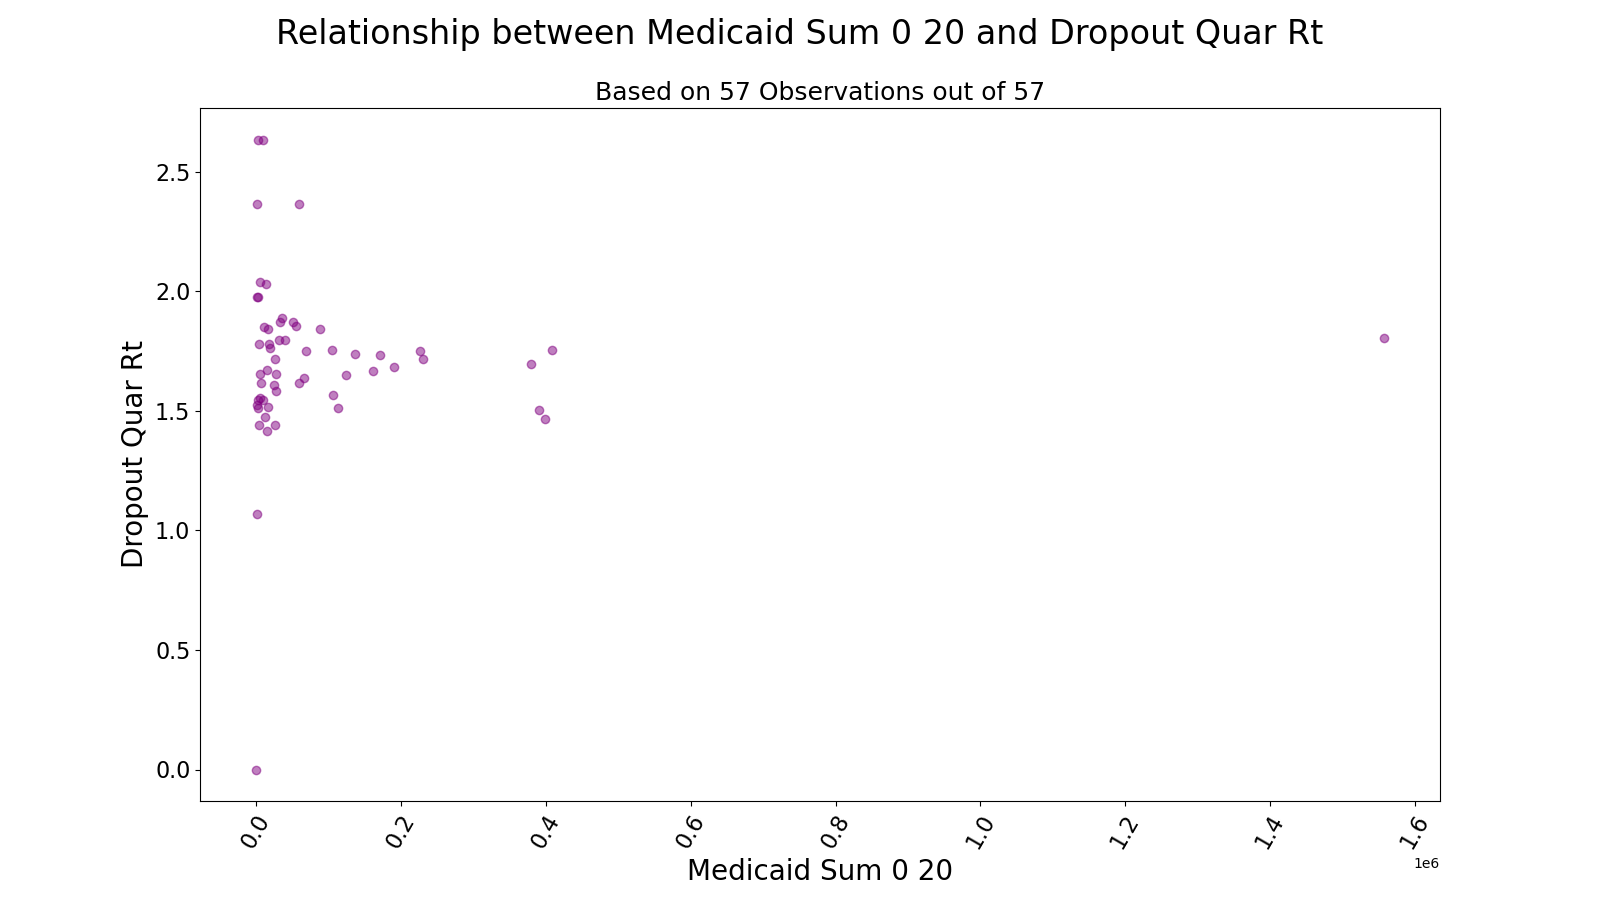 Relationship between Medicaid Sum 0 20 and Dropout Quar Rt
Based on 57 Observations out of 57
2.5
2.0
1.5
1.0
0.5
0.0
Dropout Quar Rt
0.0 0.2 0.4 0.6 0.8 1.0 1.2 1.4 1.6
1e6
Medicaid Sum 0 20